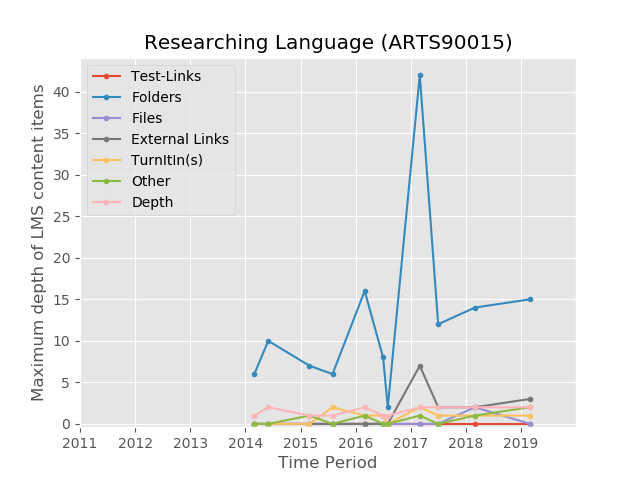 Researching Language (ARTS90015)
Test-Links
Folders
Files
External Links
TurnItIn(s)
Other
Depth
Maximum depth of LMS content items
40
35
30
25
20
15
10
5
0
2011 2012 2013 2014 2015 2016 2017 2018 2019
Time Period